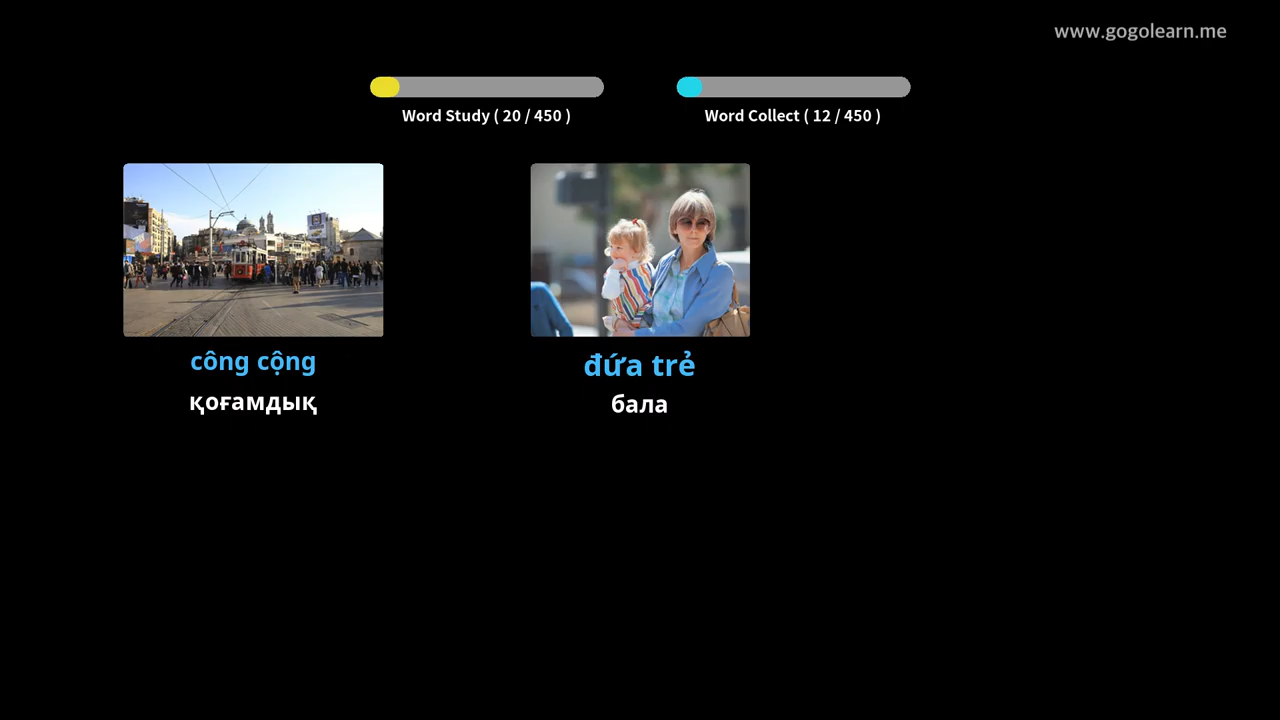 www.gogolearn.me
Word Study ( 20 / 450 )
Word Collect ( 12 / 450 )
công cộng
қоғамдық
đứa trẻ
бала